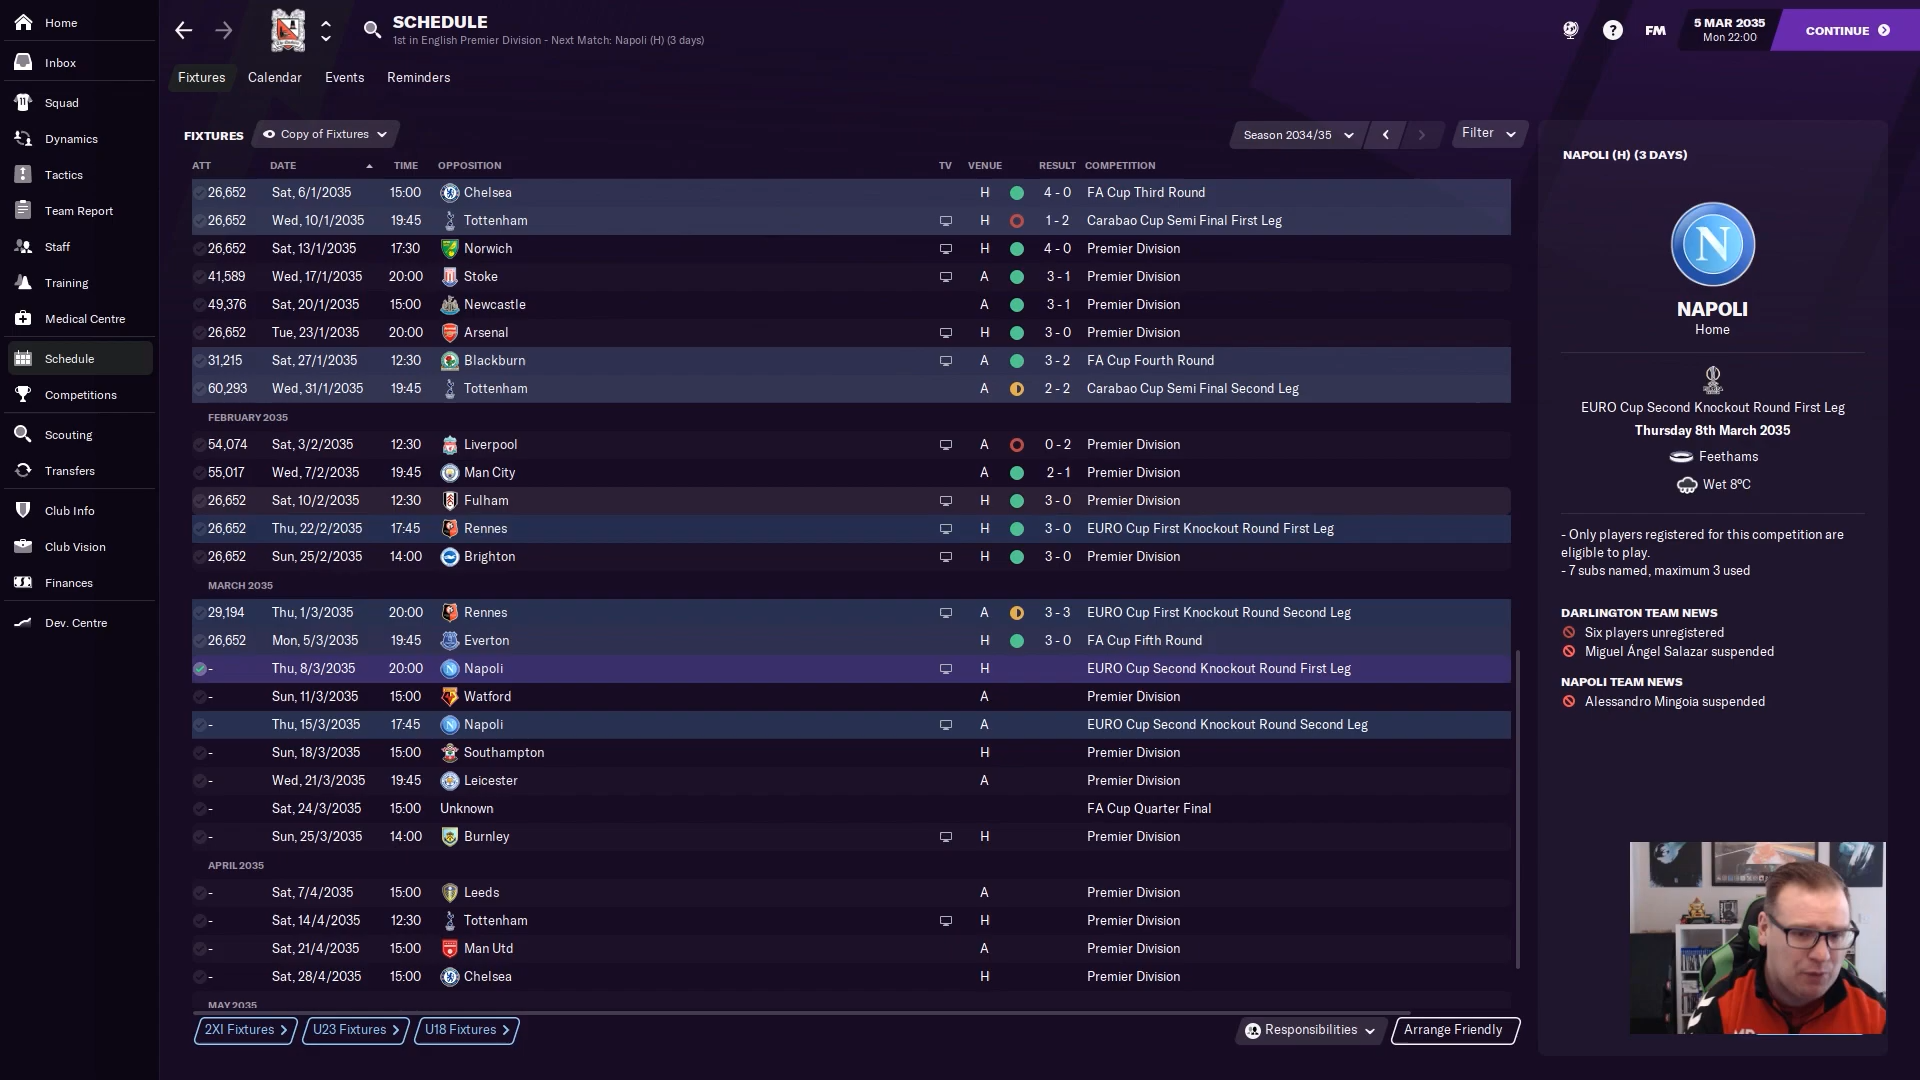 Home
Inbox
Squad
Dynamics
Tactics
Team Report
Staff
Training
Medical Centre
Schedule
Competitions
Scouting
Transfers
Club Info
Club Vision
Finances
Dev. Centre
SCHEDULE
1st in English Premier Division - Next Match: Napoli (H) (3 days)
FM
5 MAR 2035
Mon 22:00
CONTINUE
Fixtures Calendar Events Reminders
FIXTURES Copy of Fixtures Season 2034/35 Filter
ATT DATE TIME OPPOSITION TV VENUE RESULT COMPETITION
26,652 Sat, 6/1/2035 15:00 Chelsea H 4 - 0 FA Cup Third Round
26,652 Wed, 10/1/2035 19:45 Tottenham H 1 - 2 Carabao Cup Semi Final First Leg
26,652 Sat, 13/1/2035 17:30 Norwich H 4 - 0 Premier Division
41,589 Wed, 17/1/2035 20:00 Stoke A 3 - 1 Premier Division
49,376 Sat, 20/1/2035 15:00 Newcastle A 3 - 1 Premier Division
26,652 Tue, 23/1/2035 20:00 Arsenal H 3 - 0 Premier Division
31,215 Sat, 27/1/2035 12:30 Blackburn A 3 - 2 FA Cup Fourth Round
60,293 Wed, 31/1/2035 19:45 Tottenham A 2 - 2 Carabao Cup Semi Final Second Leg
FEBRUARY 2035
54,074 Sat, 3/2/2035 12:30 Liverpool A 0 - 2 Premier Division
55,017 Wed, 7/2/2035 19:45 Man City A 2 - 1 Premier Division
26,652 Sat, 10/2/2035 12:30 Fulham H 3 - 0 Premier Division
26,652 Thu, 22/2/2035 17:45 Rennes H 3 - 0 EURO Cup First Knockout Round First Leg
26,652 Sun, 25/2/2035 14:00 Brighton H 3 - 0 Premier Division
MARCH 2035
29,194 Thu, 1/3/2035 20:00 Rennes A 3 - 3 EURO Cup First Knockout Round Second Leg
26,652 Mon, 5/3/2035 19:45 Everton H 3 - 0 FA Cup Fifth Round
- Thu, 8/3/2035 20:00 Napoli H EURO Cup Second Knockout Round First Leg
- Sun, 11/3/2035 15:00 Watford A Premier Division
- Thu, 15/3/2035 17:45 Napoli A EURO Cup Second Knockout Round Second Leg
- Sun, 18/3/2035 15:00 Southampton H Premier Division
- Wed, 21/3/2035 19:45 Leicester A Premier Division
- Sat, 24/3/2035 15:00 Unknown FA Cup Quarter Final
- Sun, 25/3/2035 14:00 Burnley H Premier Division
APRIL 2035
- Sat, 7/4/2035 15:00 Leeds A Premier Division
- Sat, 14/4/2035 12:30 Tottenham H Premier Division
- Sat, 21/4/2035 15:00 Man Utd A Premier Division
- Sat, 28/4/2035 15:00 Chelsea H Premier Division
MAY 2035
2XI Fixtures U23 Fixtures U18 Fixtures Responsibilities Arrange Friendly
NAPOLI (H) (3 DAYS)
N
NAPOLI
Home
EURO Cup Second Knockout Round First Leg
Thursday 8th March 2035
Feethams
Wet 8ºC
- Only players registered for this competition are
eligible to play.
- 7 subs named, maximum 3 used
DARLINGTON TEAM NEWS
Six players unregistered
Miguel Ángel Salazar suspended
NAPOLI TEAM NEWS
Alessandro Mingoia suspended